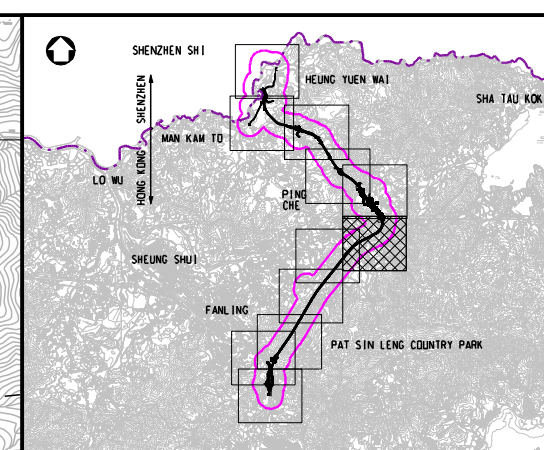 SHENZHEN SHI
HEUNG YUEN WAI
SHENZHEN
SHA TAU KOK
MAN KAM TO
HONG KONG
LO WU
PING
CHE
SHEUNG SHUI
FANLING
PAT SIN LENG COUNTRY PARK